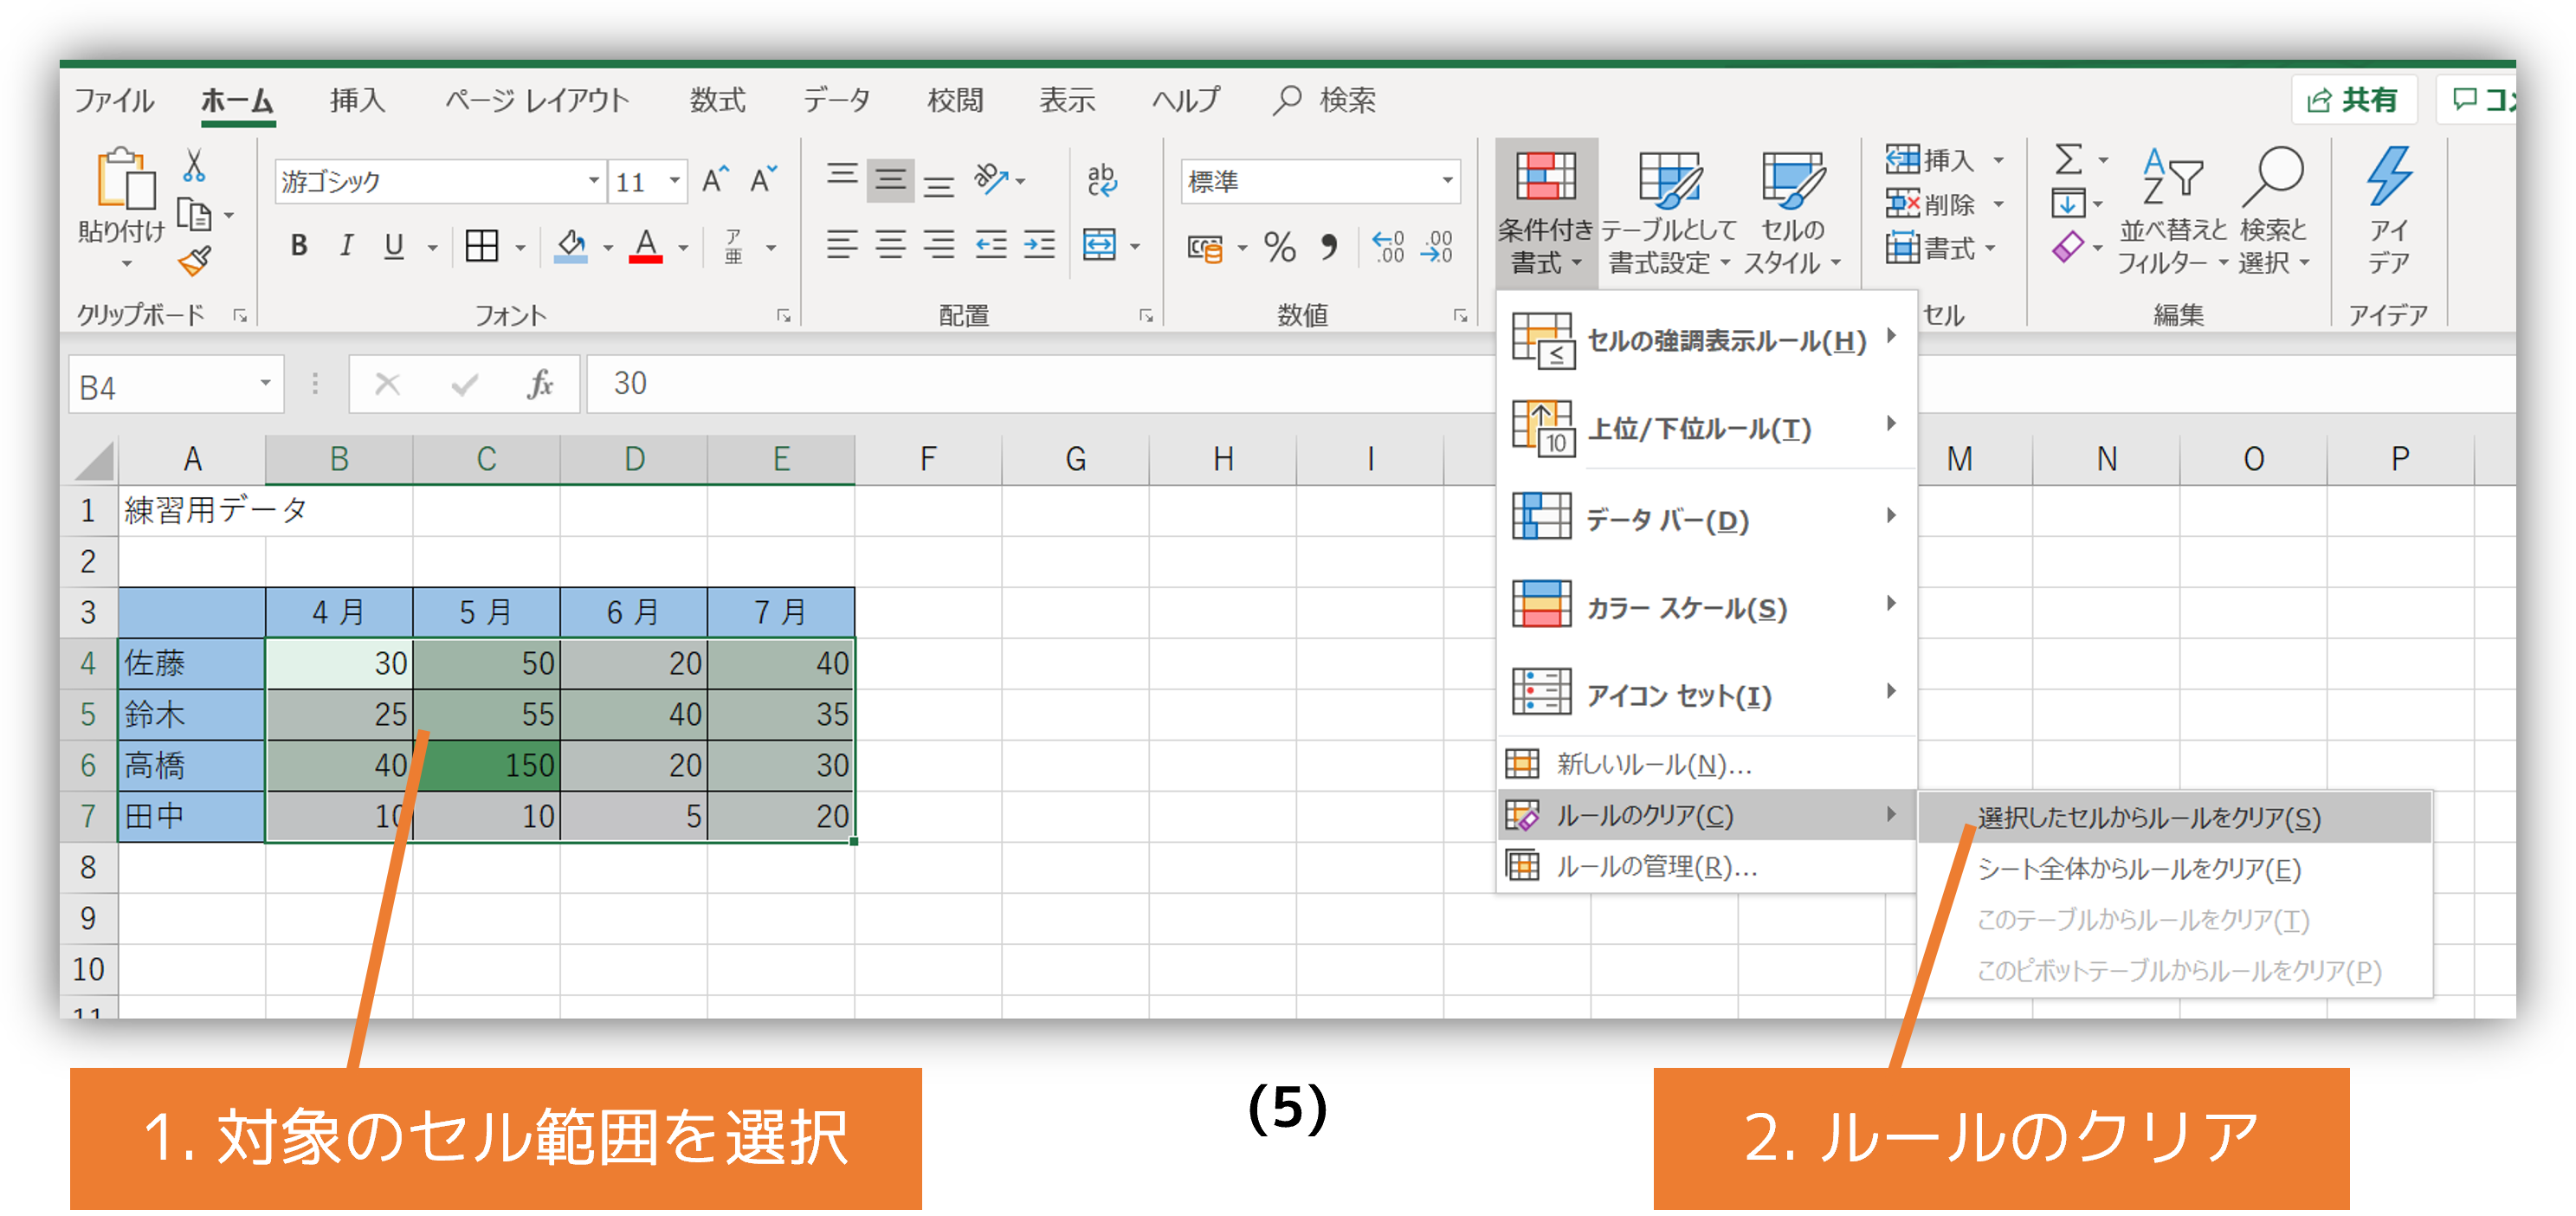 ファイル ホーム 挿入 ページ レイアウト 数式 データ 校閲 表示 ヘルプ 検索 共有
貼り付け
クリップボード
游ゴシック 11 A A
B I U A ア亜
フォント
ab
配置
標準
% .00 .0
数値
条件付き書式
テーブルとして書式設定
セルのスタイル
挿入
削除
書式
セル
並べ替えとフィルター
検索と選択
編集
アイデア
アイデア
B4 fx 30
A B C D E F G H I M N O P
1 練習用データ
2
3 4月 5月 6月 7月
4 佐藤 30 50 20 40
5 鈴木 25 55 40 35
6 高橋 40 150 20 30
7 田中 10 10 5 20
8
9
10
11
セルの強調表示ルール(H)
上位/下位ルール(T)
データ バー(D)
カラー スケール(S)
アイコン セット(I)
新しいルール(N)...
ルールのクリア(C)
ルールの管理(R)...
選択したセルからルールをクリア(S)
シート全体からルールをクリア(E)
このテーブルからルールをクリア(T)
このピボットテーブルからルールをクリア(P)
1. 対象のセル範囲を選択
(5)
2. ルールのクリア